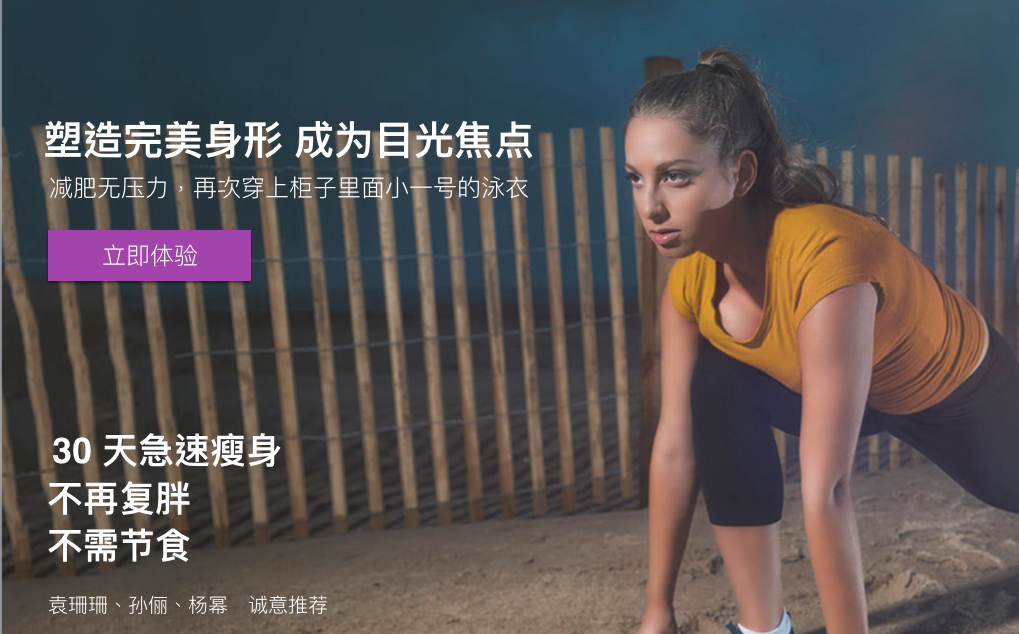 塑造完美身形 成为目光焦点
减肥无压力，再次穿上柜子里面小一号的泳衣
立即体验
30 天急速瘦身
不再复胖
不需节食
袁珊珊、孙俪、杨幂 诚意推荐